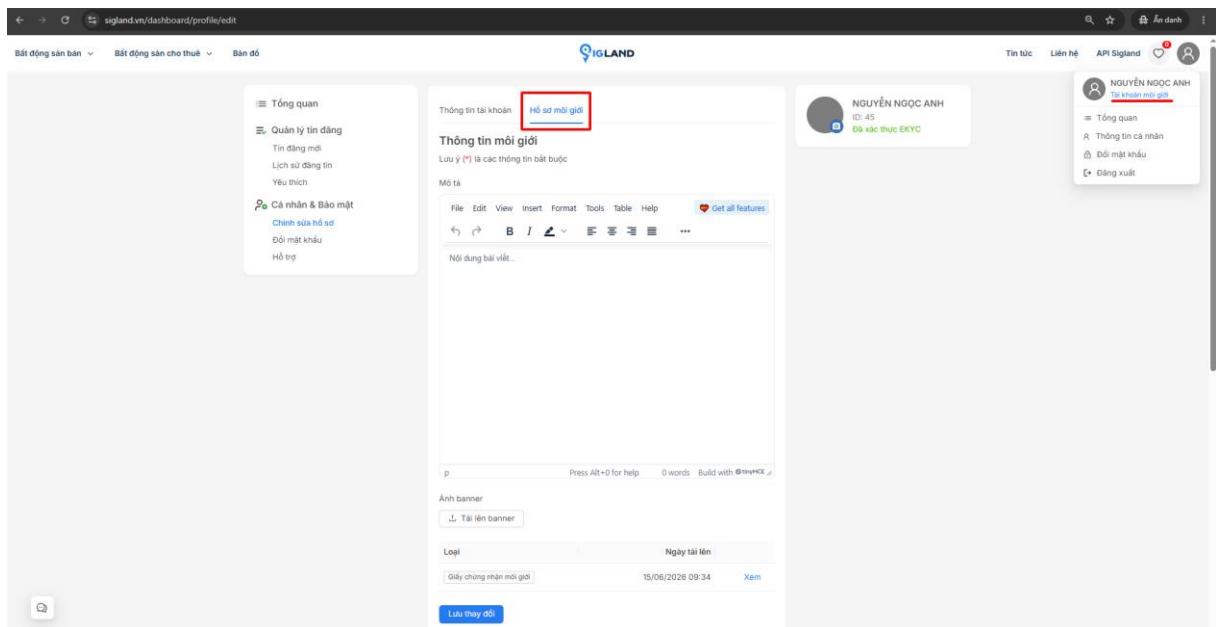 sigland.vn/dashboard/profile/edit
Ẩn danh
Bất động sản bán
Bất động sản cho thuê
Bản đồ
SIGLAND
Tin tức
Liên hệ
API Sigland
0
NGUYỄN NGỌC ANH
Tài khoản môi giới
Tổng quan
Thông tin cá nhân
Đổi mật khẩu
Đăng xuất
Tổng quan
Quản lý tin đăng
Tin đăng mới
Lịch sử đăng tin
Yêu thích
Cá nhân & Bảo mật
Chỉnh sửa hồ sơ
Đổi mật khẩu
Hỗ trợ
Thông tin tài khoản
Hồ sơ môi giới
Thông tin môi giới
Lưu ý (*) là các thông tin bắt buộc
Mô tả
File Edit View Insert Format Tools Table Help
Get all features
B I
Nội dung bài viết...
p
Press Alt+0 for help
0 words
Build with tinyMCE
Ảnh banner
Tải lên banner
Loại
Ngày tải lên
Giấy chứng nhận môi giới
15/06/2026 09:34
Xem
Lưu thay đổi
NGUYỄN NGỌC ANH
ID: 45
Đã xác thực EKYC